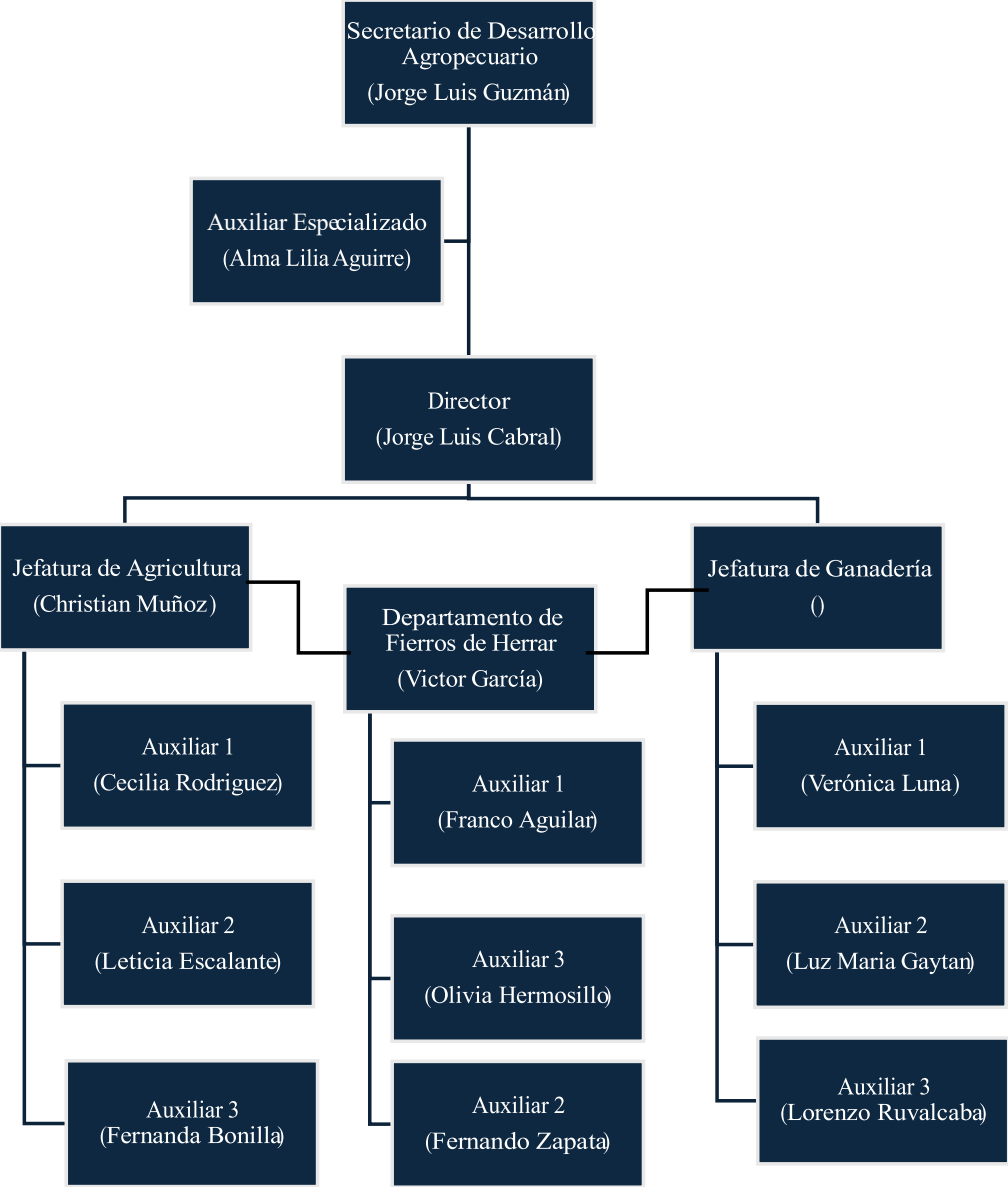 Secretario de Desarrollo
Agropecuario
(Jorge Luis Guzmán)
Auxiliar Especializado
(Alma Lilia Aguirre)
Director
(Jorge Luis Cabral)
Jefatura de Agricultura
(Christian Muñoz)
Departamento de
Fierros de Herrar
(Victor García)
Jefatura de Ganadería
()
Auxiliar 1
(Cecilia Rodriguez)
Auxiliar 2
(Leticia Escalante)
Auxiliar 3
(Fernanda Bonilla)
Auxiliar 1
(Franco Aguilar)
Auxiliar 3
(Olivia Hermosillo)
Auxiliar 2
(Fernando Zapata)
Auxiliar 1
(Verónica Luna)
Auxiliar 2
(Luz Maria Gaytan)
Auxiliar 3
(Lorenzo Ruvalcaba)